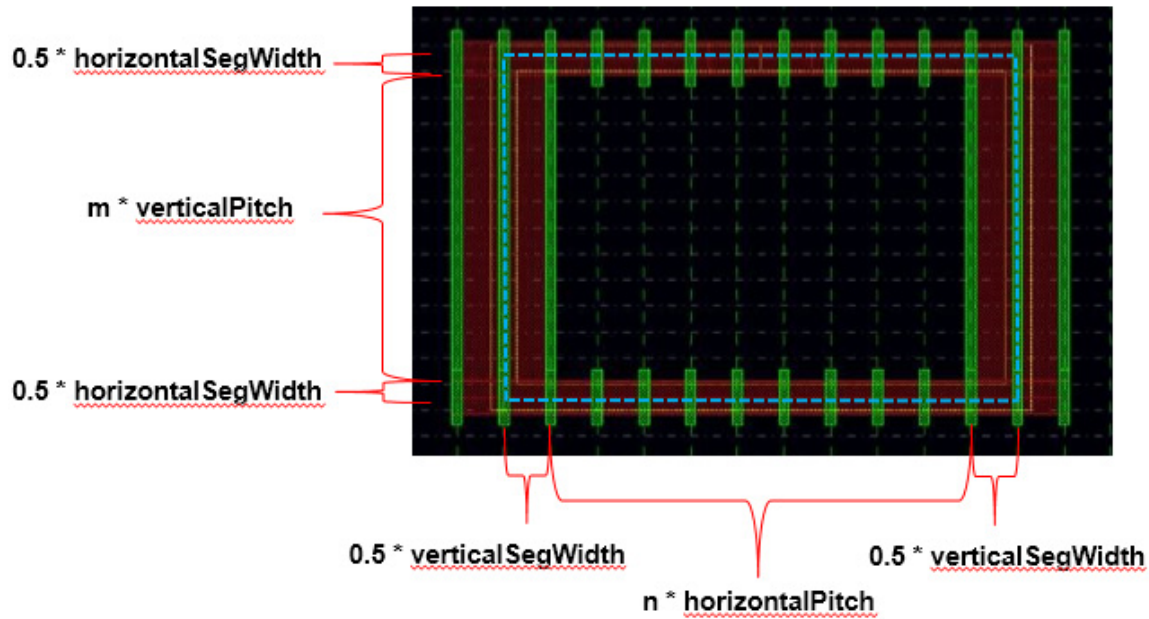 0.5 * horizontalSegWidth
m * verticalPitch
0.5 * horizontalSegWidth
0.5 * verticalSegWidth
0.5 * verticalSegWidth
n * horizontalPitch